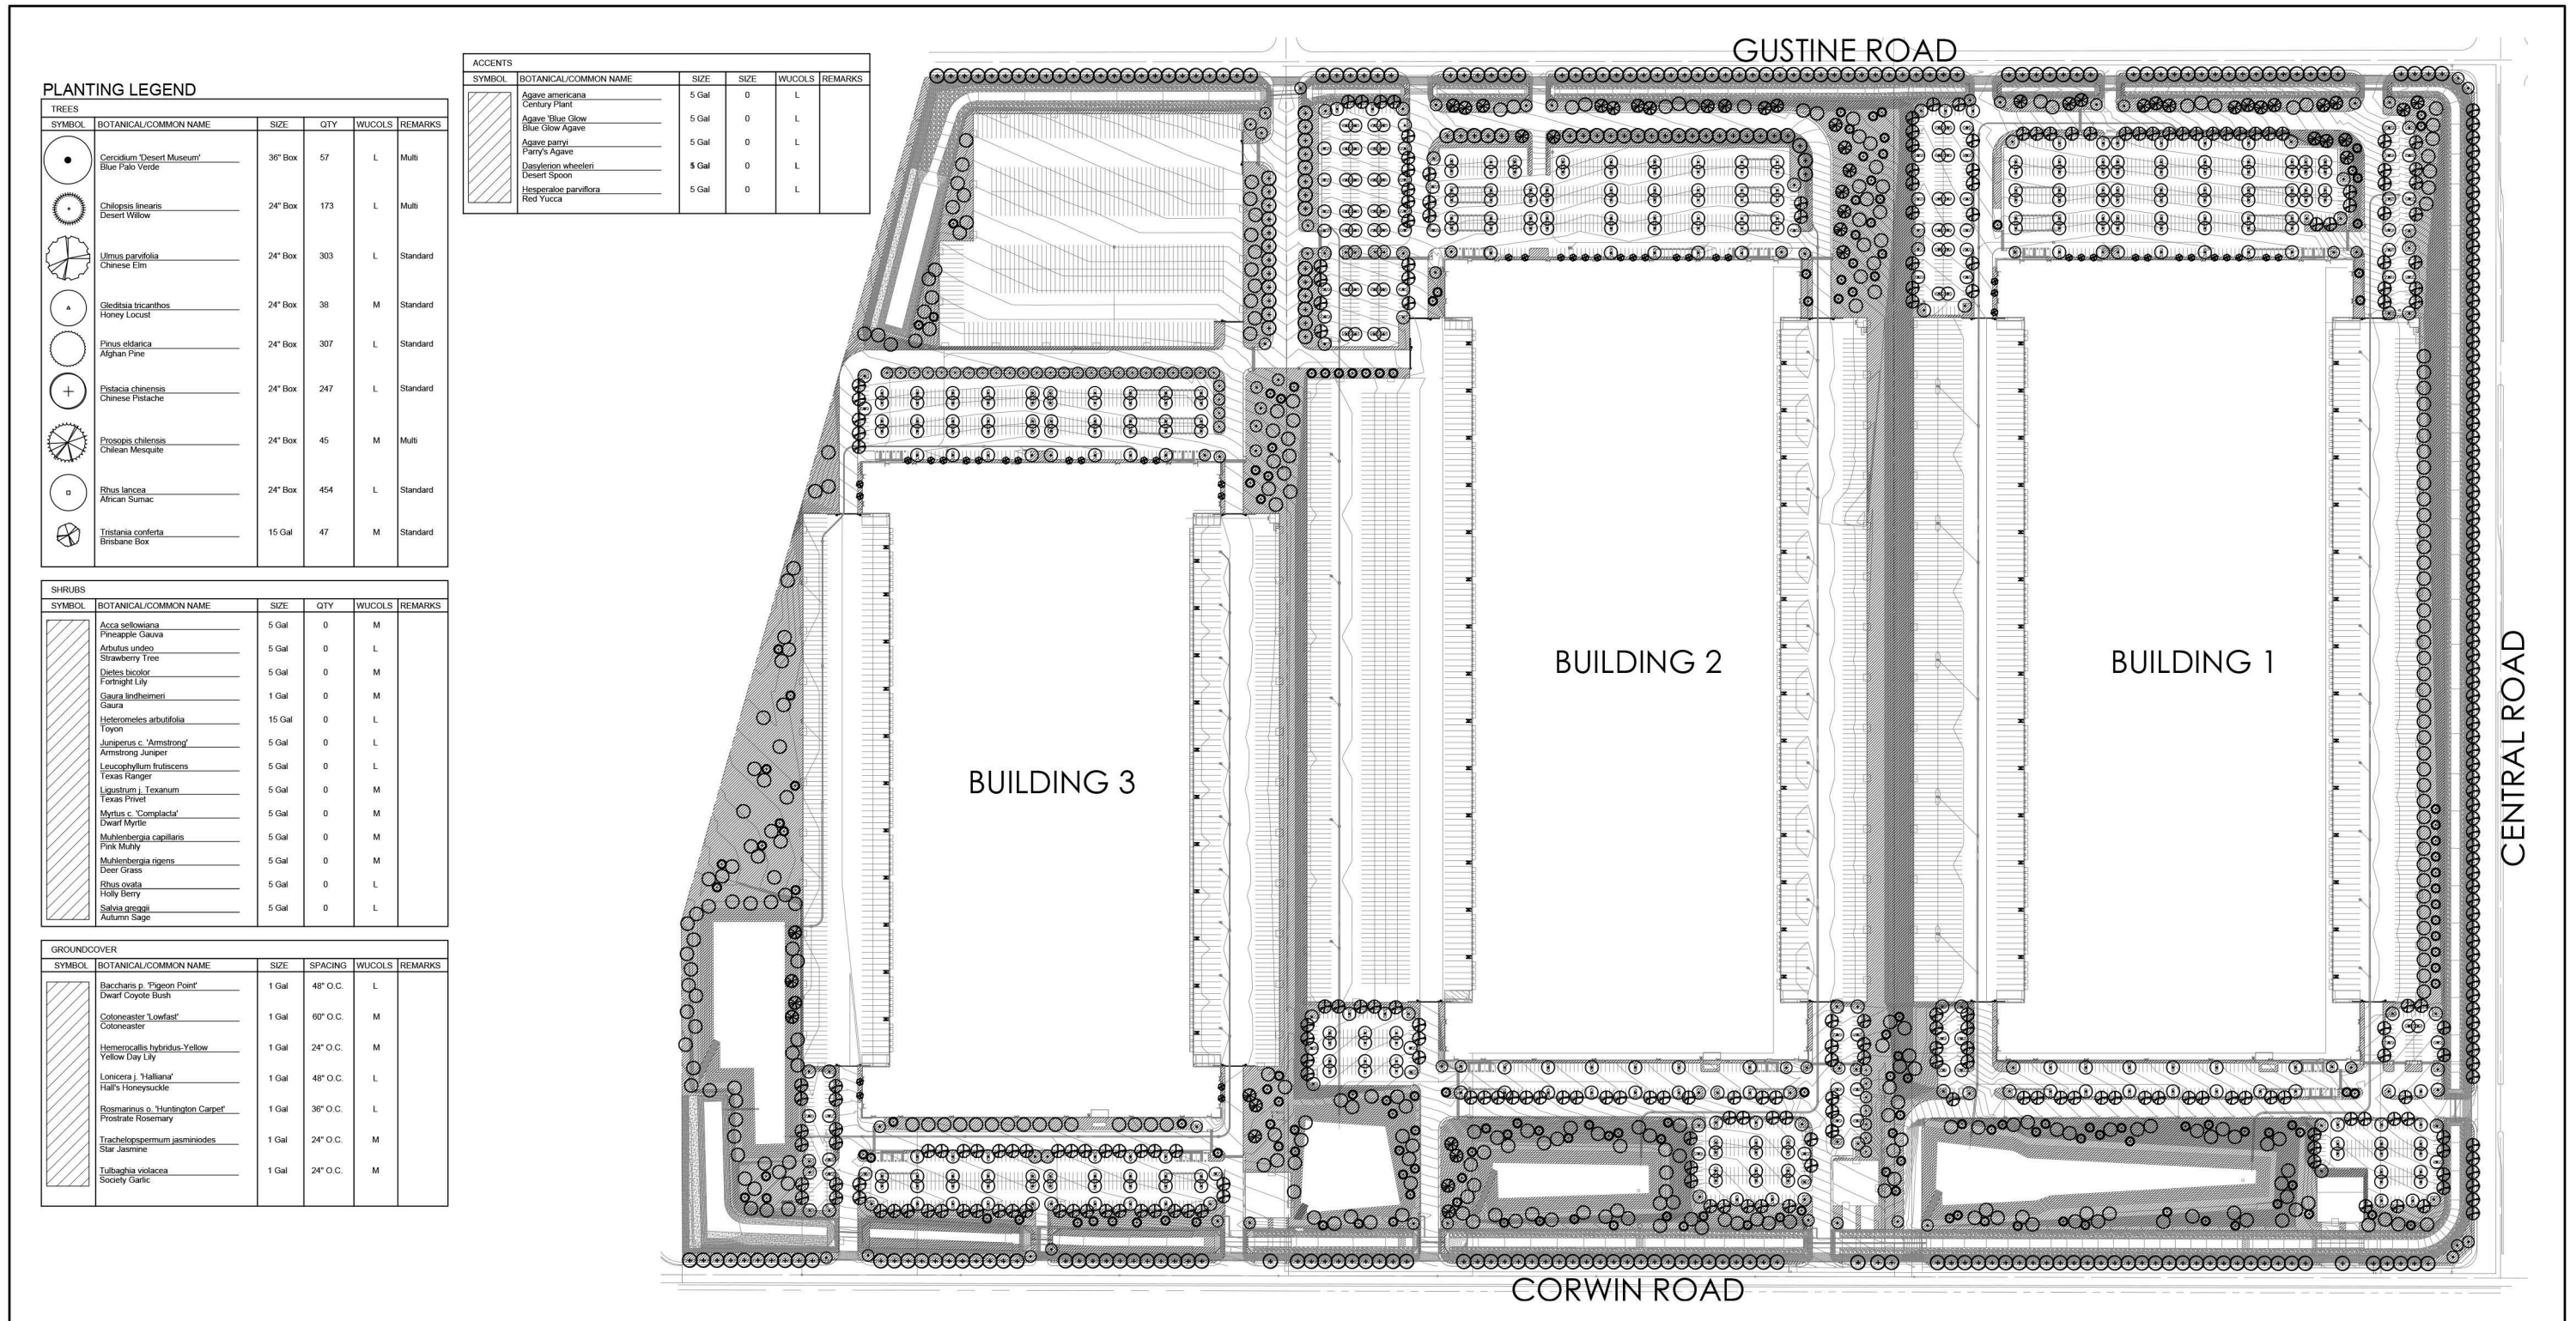 PLANTING LEGEND
TREES
SYMBOL BOTANICAL/COMMON NAME SIZE QTY WUCOLS REMARKS
Cercidium 'Desert Museum' 36" Box 57 L Multi
Blue Palo Verde
Chilopsis linearis 24" Box 173 L Multi
Desert Willow
Ulmus parvifolia 24" Box 303 L Standard
Chinese Elm
Gleditsia tricanthos 24" Box 38 M Standard
Honey Locust
Pinus eldarica 24" Box 307 L Standard
Afghan Pine
Pistacia chinensis 24" Box 247 L Standard
Chinese Pistache
Prosopis chilensis 24" Box 45 M Multi
Chilean Mesquite
Rhus lancea 24" Box 454 L Standard
African Sumac
Tristania conferta 15 Gal 47 M Standard
Brisbane Box
SHRUBS
SYMBOL BOTANICAL/COMMON NAME SIZE QTY WUCOLS REMARKS
Acca sellowiana 5 Gal 0 M
Pineapple Gauva
Arbutus undeo 5 Gal 0 L
Strawberry Tree
Dietes bicolor 5 Gal 0 M
Fortnight Lily
Gaura lindheimeri 1 Gal 0 M
Gaura
Heteromeles arbutifolia 15 Gal 0 L
Toyon
Juniperus c. 'Armstrong' 5 Gal 0 L
Armstrong Juniper
Leucophyllum frutiscens 5 Gal 0 L
Texas Ranger
Ligustrum j. Texanum 5 Gal 0 M
Texas Privet
Myrtus c. 'Complacta' 5 Gal 0 M
Dwarf Myrtle
Muhlenbergia capillaris 5 Gal 0 M
Pink Muhly
Muhlenbergia rigens 5 Gal 0 M
Deer Grass
Rhus ovata 5 Gal 0 L
Holly Berry
Salvia greggii 5 Gal 0 L
Autumn Sage
GROUNDCOVER
SYMBOL BOTANICAL/COMMON NAME SIZE SPACING WUCOLS REMARKS
Baccharis p. 'Pigeon Point' 1 Gal 48" O.C. L
Dwarf Coyote Bush
Cotoneaster 'Lowfast' 1 Gal 60" O.C. M
Cotoneaster
Hemerocallis hybridus-Yellow 1 Gal 24" O.C. M
Yellow Day Lily
Lonicera j. 'Halliana' 1 Gal 48" O.C. L
Hall's Honeysuckle
Rosmarinus o. 'Huntington Carpet' 1 Gal 36" O.C. L
Prostrate Rosemary
Trachelopspermum jasminiodes 1 Gal 24" O.C. M
Star Jasmine
Tulbaghia violacea 1 Gal 24" O.C. M
Society Garlic
ACCENTS
SYMBOL BOTANICAL/COMMON NAME SIZE SIZE WUCOLS REMARKS
Agave americana 5 Gal 0 L
Century Plant
Agave 'Blue Glow 5 Gal 0 L
Blue Glow Agave
Agave parryi 5 Gal 0 L
Parry's Agave
Dasylerion wheeleri 5 Gal 0 L
Desert Spoon
Hesperaloe parviflora 5 Gal 0 L
Red Yucca
GUSTINE ROAD
BUILDING 3
BUILDING 2
BUILDING 1
CENTRAL ROAD
CORWIN ROAD